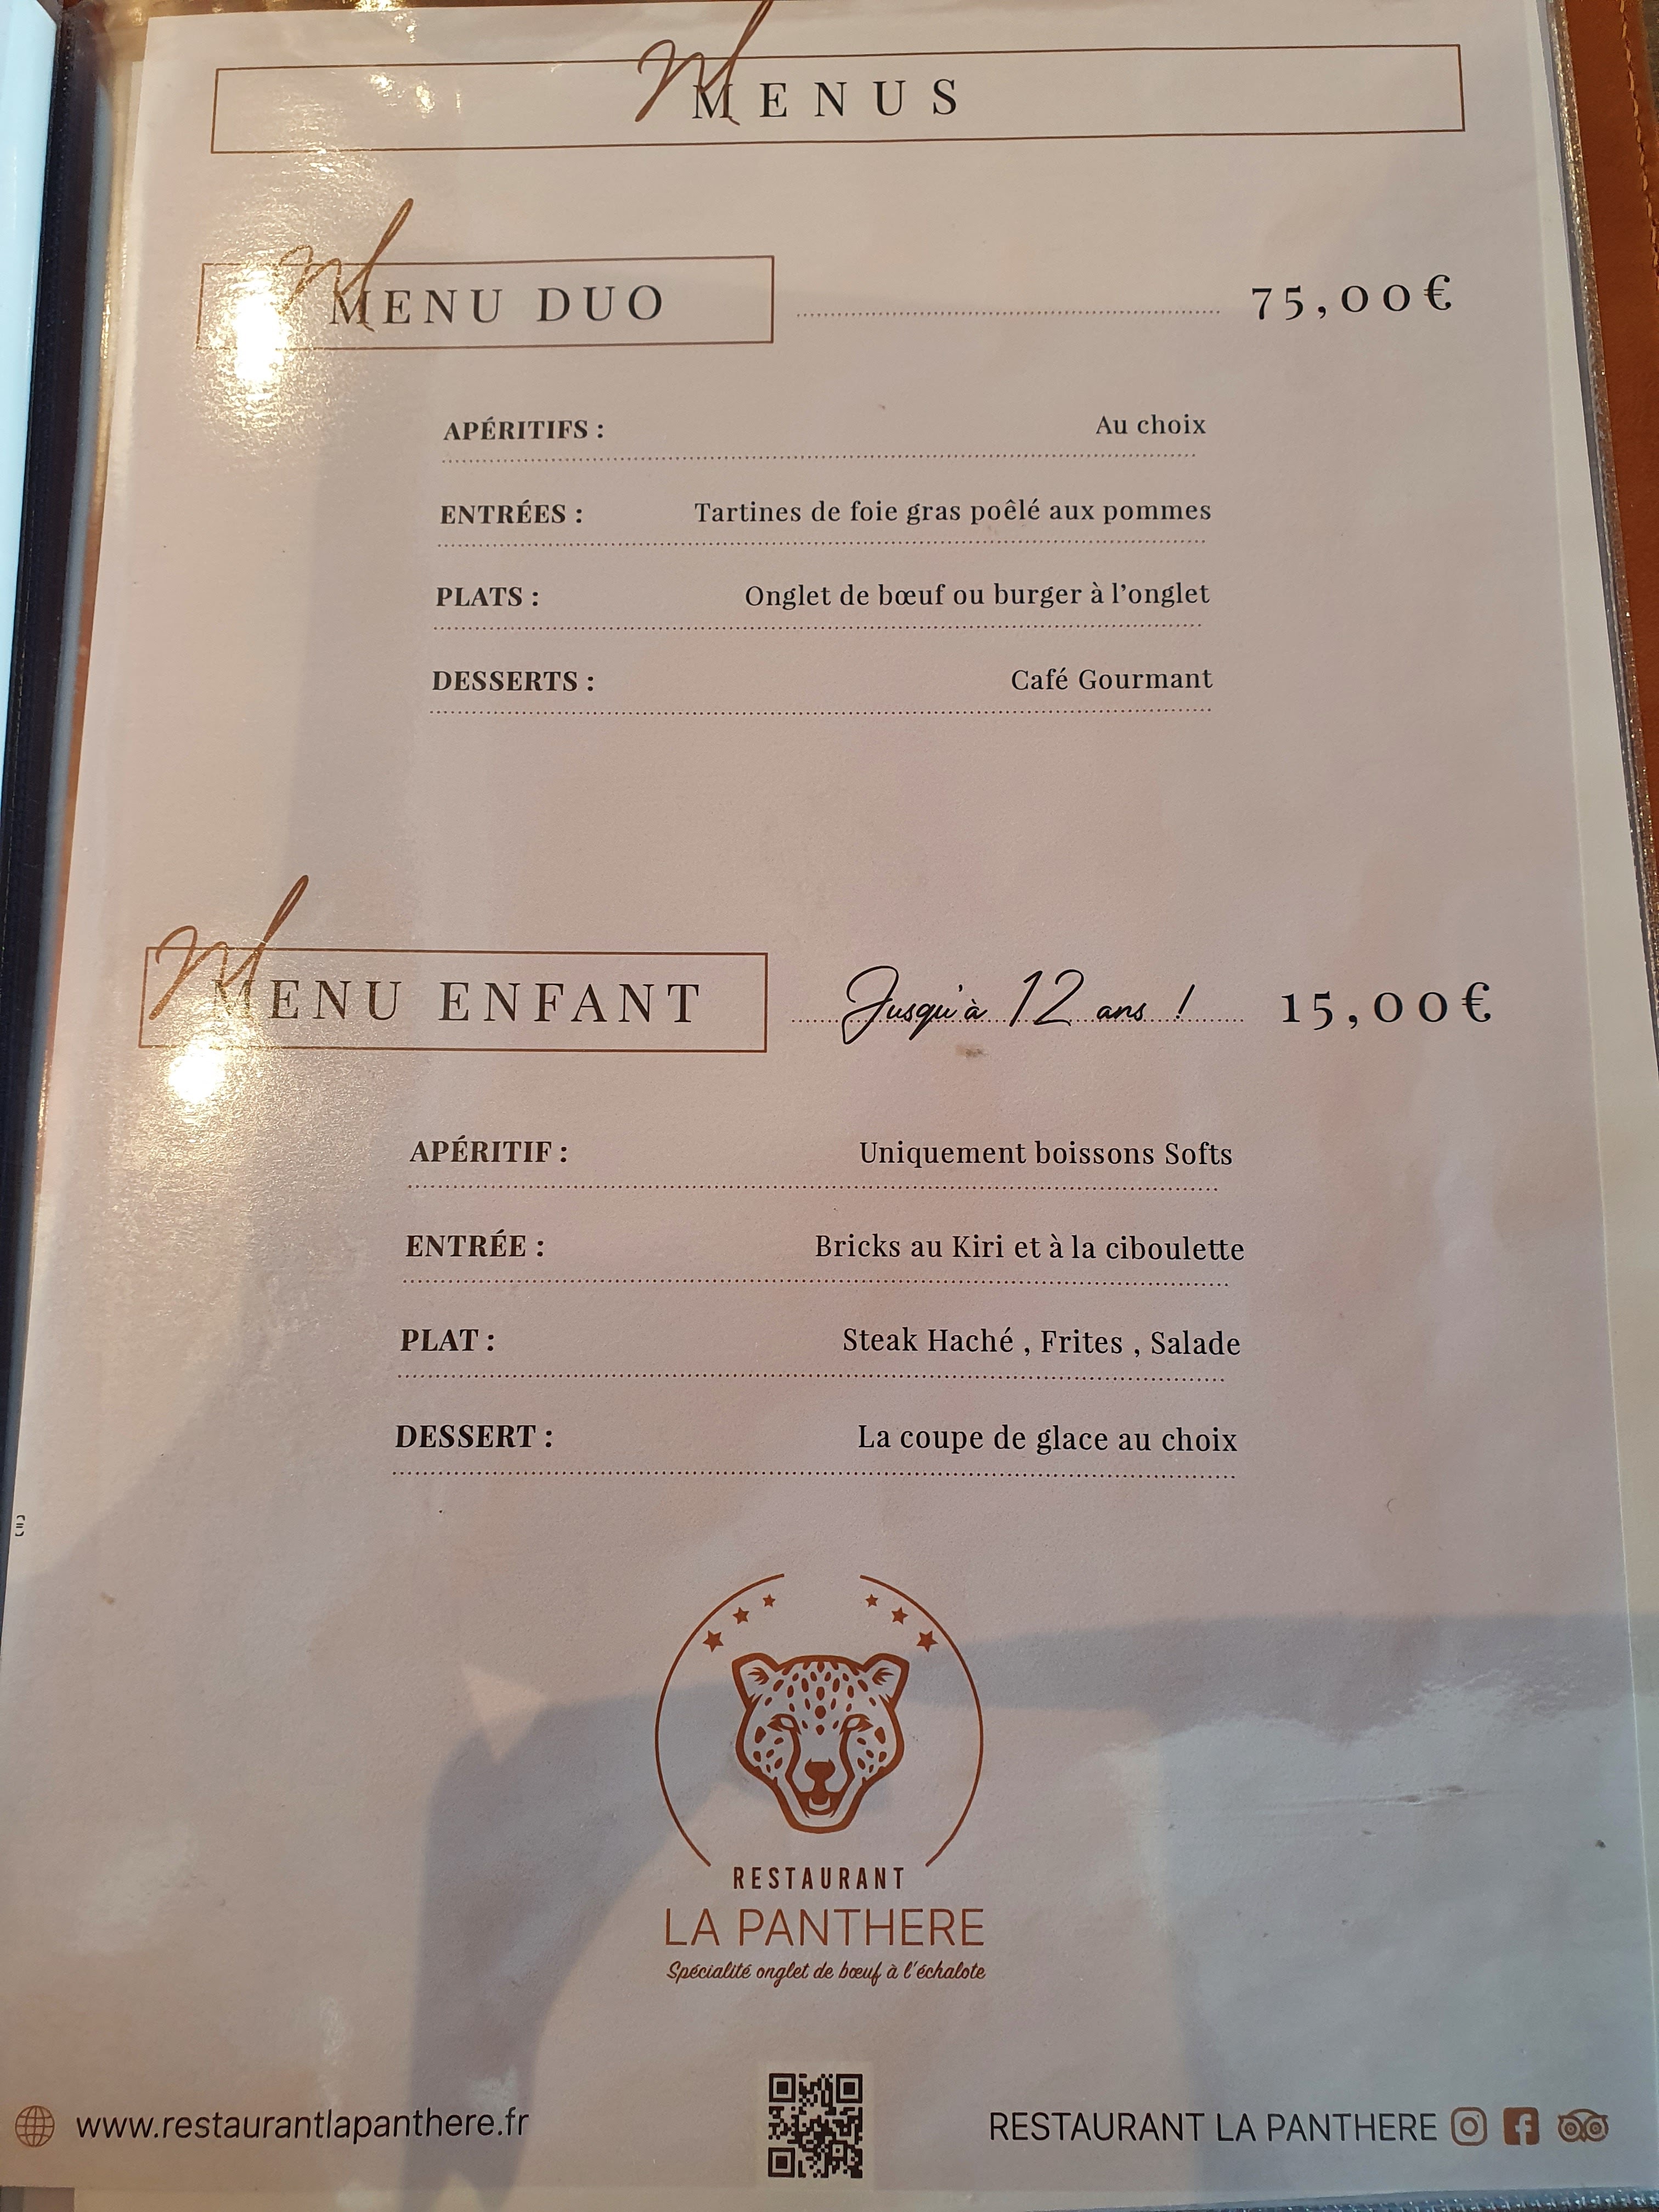 MENUS
MENU DUO 75,00€
APÉRITIFS : Au choix
ENTRÉES : Tartines de foie gras poêlé aux pommes
PLATS : Onglet de bœuf ou burger à l'onglet
DESSERTS : Café Gourmant
MENU ENFANT Jusqu'à 12 ans ! 15,00€
APÉRITIF : Uniquement boissons Softs
ENTRÉE : Bricks au Kiri et à la ciboulette
PLAT : Steak Haché , Frites , Salade
DESSERT : La coupe de glace au choix
RESTAURANT
LA PANTHERE
Spécialité onglet de bœuf à l'échalote
www.restaurantlapanthere.fr
RESTAURANT LA PANTHERE